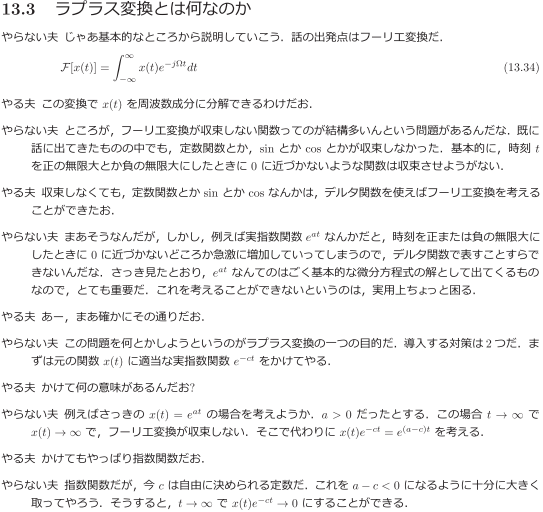 13.3 ラプラス変換とは何なのか
やらない夫 じゃあ基本的なところから説明していこう．話の出発点はフーリエ変換だ．
F[x(t)] = ∫_{-∞}^{∞} x(t)e^{-jΩt}dt (13.34)
やる夫 この変換で x(t) を周波数成分に分解できるわけだお．
やらない夫 ところが，フーリエ変換が収束しない関数ってのが結構多いんという問題があるんだな．既に
話に出てきたものの中でも，定数関数とか，sin とか cos とかが収束しなかった．基本的に，時刻 t
を正の無限大とか負の無限大にしたときに 0 に近づかないような関数は収束させようがない．
やる夫 収束しなくても，定数関数とか sin とか cos なんかは，デルタ関数を使えばフーリエ変換を考える
ことができたお．
やらない夫 まあそうなんだが，しかし，例えば実指数関数 e^{at} なんかだと，時刻を正または負の無限大に
したときに 0 に近づかないどころか急激に増加していってしまうので，デルタ関数で表すことすらで
きないんだな．さっき見たとおり，e^{at} なんてのはごく基本的な微分方程式の解として出てくるもの
なので，とても重要だ．これを考えることができないというのは，実用上ちょっと困る．
やる夫 あー，まあ確かにその通りだお．
やらない夫 この問題を何とかしようというのがラプラス変換の一つの目的だ．導入する対策は 2 つだ．ま
ずは元の関数 x(t) に適当な実指数関数 e^{-ct} をかけてやる．
やる夫 かけて何の意味があるんだお?
やらない夫 例えばさっきの x(t) = e^{at} の場合を考えようか．a > 0 だったとする．この場合 t → ∞ で
x(t) → ∞ で，フーリエ変換が収束しない．そこで代わりに x(t)e^{-ct} = e^{(a-c)t} を考える．
やる夫 かけてもやっぱり指数関数だお．
やらない夫 指数関数だが，今 c は自由に決められる定数だ．これを a − c < 0 になるように十分に大きく
取ってやろう．そうすると，t → ∞ で x(t)e^{-ct} → 0 にすることができる．